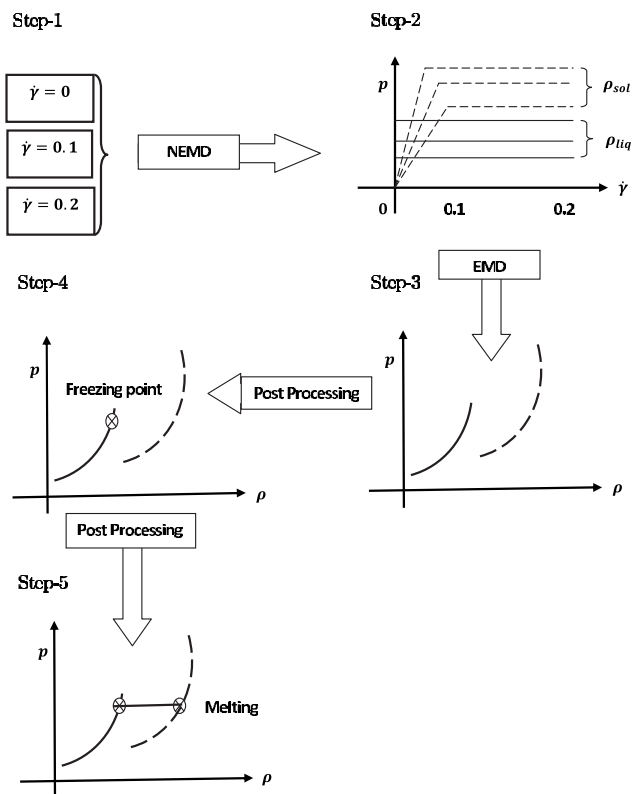 Step-1
γ̇ = 0
γ̇ = 0.1
γ̇ = 0.2
NEMD
Step-2
p
ρsol
ρliq
0
0.1
0.2
γ̇
Step-3
EMD
p
ρ
Post Processing
Step-4
p
Freezing point
ρ
Post Processing
Step-5
p
Melting
ρ